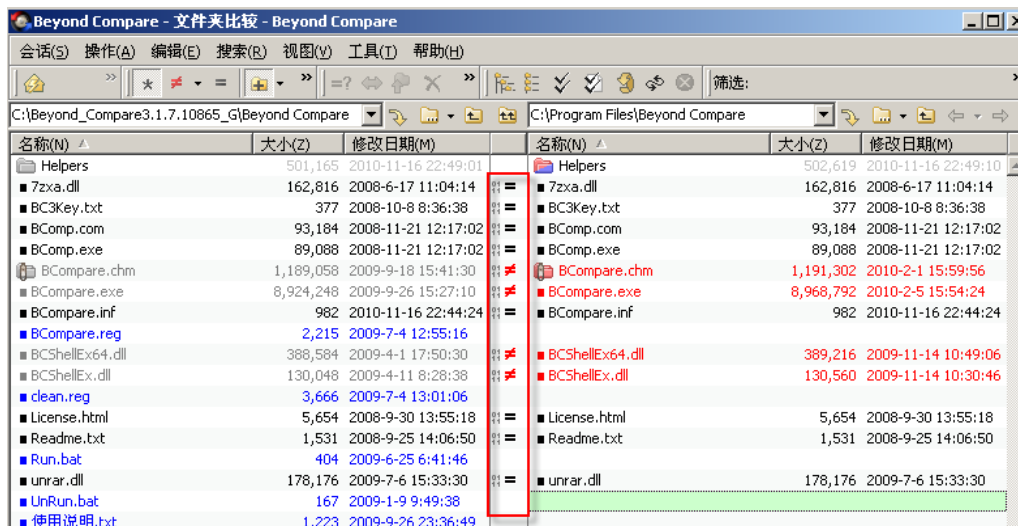 Beyond Compare - 文件夹比较 - Beyond Compare
会话(S) 操作(A) 编辑(E) 搜索(R) 视图(V) 工具(T) 帮助(H)
筛选:
C:\Beyond_Compare3.1.7.10865_G\Beyond Compare C:\Program Files\Beyond Compare
名称(N) 大小(Z) 修改日期(M) 名称(N) 大小(Z) 修改日期(M)
Helpers 501,165 2010-11-16 22:49:01 Helpers 502,619 2010-11-16 22:49:10
7zxa.dll 162,816 2008-6-17 11:04:14 = 7zxa.dll 162,816 2008-6-17 11:04:14
BC3Key.txt 377 2008-10-8 8:36:38 = BC3Key.txt 377 2008-10-8 8:36:38
BComp.com 93,184 2008-11-21 12:17:02 = BComp.com 93,184 2008-11-21 12:17:02
BComp.exe 89,088 2008-11-21 12:17:02 = BComp.exe 89,088 2008-11-21 12:17:02
BCompare.chm 1,189,058 2009-9-18 15:41:30 ≠ BCompare.chm 1,191,302 2010-2-1 15:59:56
BCompare.exe 8,924,248 2009-9-26 15:27:10 ≠ BCompare.exe 8,968,792 2010-2-5 15:54:24
BCompare.inf 982 2010-11-16 22:44:24 = BCompare.inf 982 2010-11-16 22:44:24
BCompare.reg 2,215 2009-7-4 12:55:16
BCShellEx64.dll 388,584 2009-4-1 17:50:30 ≠ BCShellEx64.dll 389,216 2009-11-14 10:49:06
BCShellEx.dll 130,048 2009-4-11 8:28:38 ≠ BCShellEx.dll 130,560 2009-11-14 10:30:46
clean.reg 3,666 2009-7-4 13:01:06
License.html 5,654 2008-9-30 13:55:18 = License.html 5,654 2008-9-30 13:55:18
Readme.txt 1,531 2008-9-25 14:06:50 = Readme.txt 1,531 2008-9-25 14:06:50
Run.bat 404 2009-6-25 6:41:46
unrar.dll 178,176 2009-7-6 15:33:30 = unrar.dll 178,176 2009-7-6 15:33:30
UnRun.bat 167 2009-1-9 9:49:38
使用说明.txt 1,223 2009-9-26 23:36:49